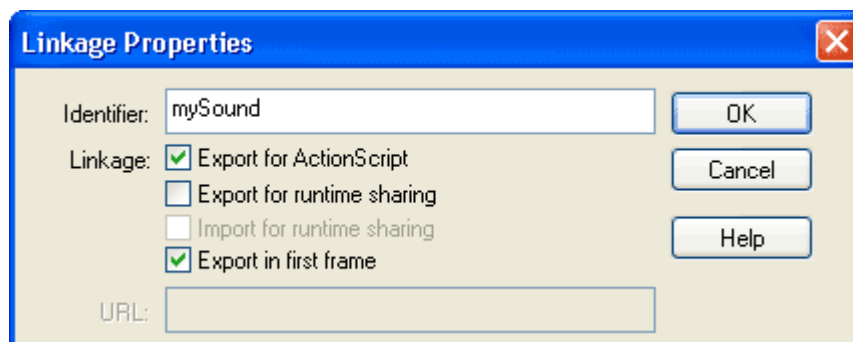 Linkage Properties
Identifier: mySound
OK
Linkage: Export for ActionScript
Cancel
Export for runtime sharing
Import for runtime sharing
Help
Export in first frame
URL: